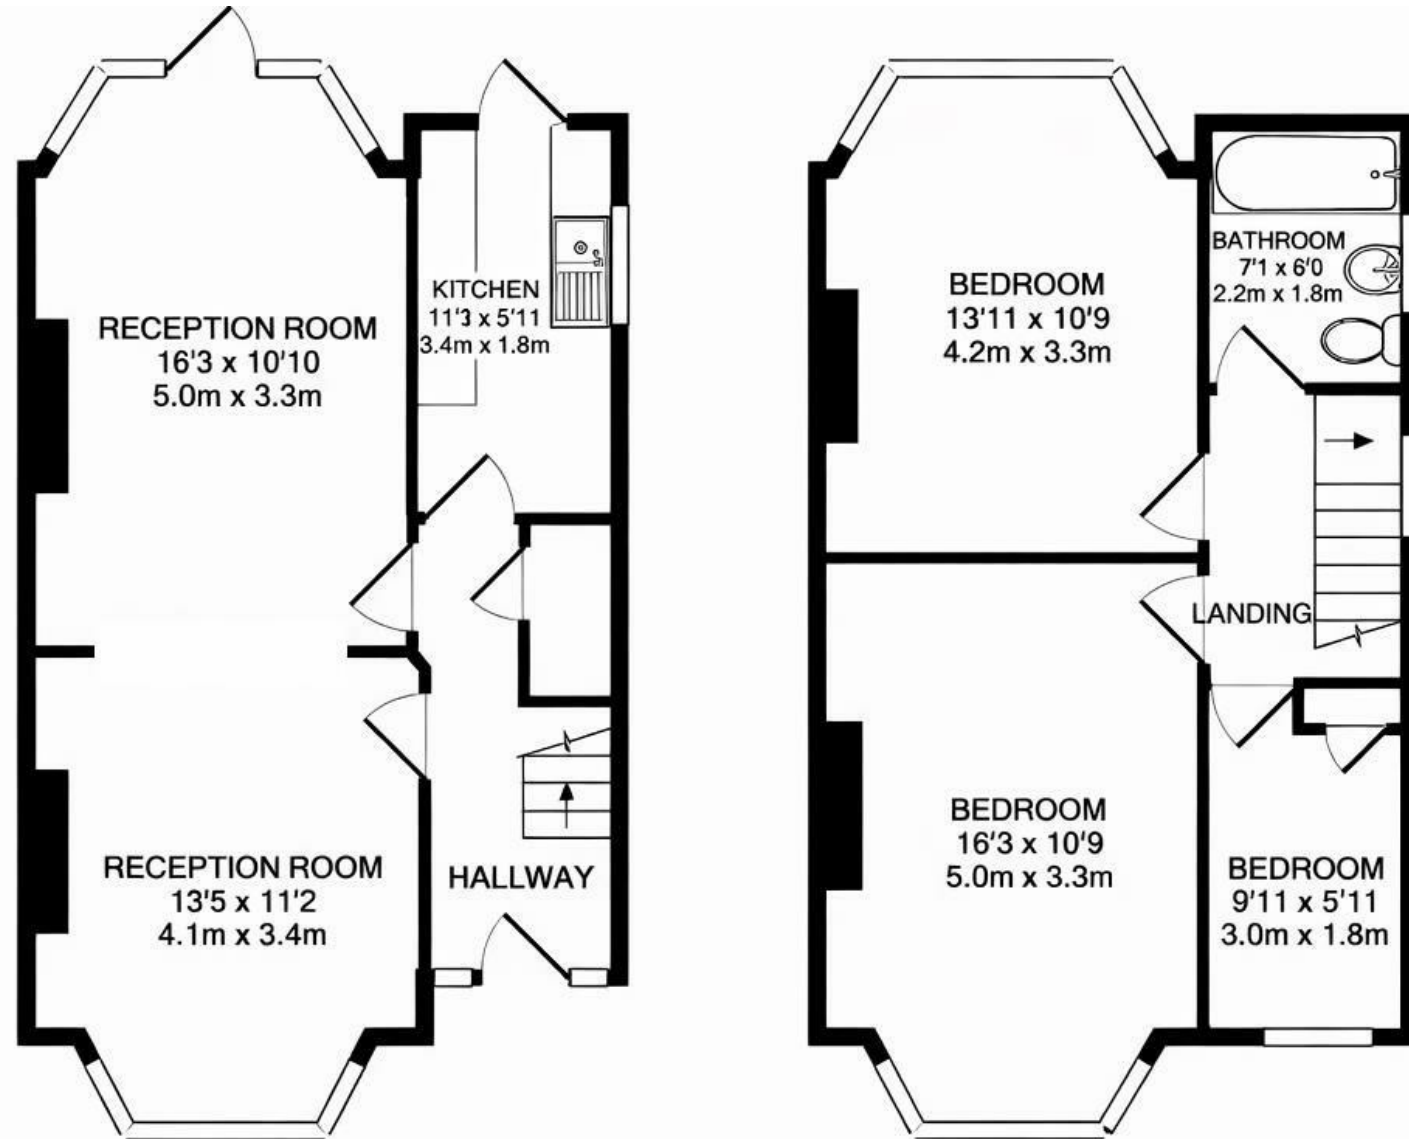 RECEPTION ROOM
16'3 x 10'10
5.0m x 3.3m
KITCHEN
11'3 x 5'11
3.4m x 1.8m
RECEPTION ROOM
13'5 x 11'2
4.1m x 3.4m
HALLWAY
BEDROOM
13'11 x 10'9
4.2m x 3.3m
BATHROOM
7'1 x 6'0
2.2m x 1.8m
LANDING
BEDROOM
16'3 x 10'9
5.0m x 3.3m
BEDROOM
9'11 x 5'11
3.0m x 1.8m